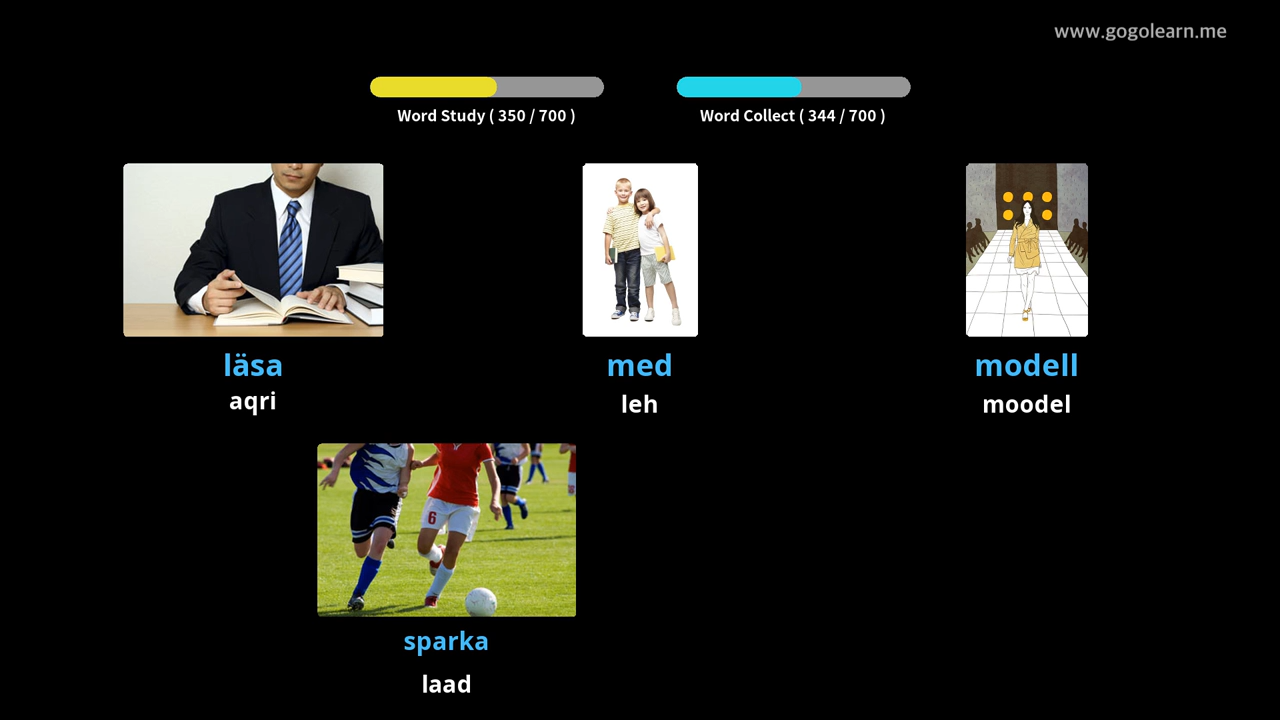 www.gogolearn.me
Word Study ( 350 / 700 )
Word Collect ( 344 / 700 )
läsa
aqri
med
leh
modell
moodel
6
sparka
laad